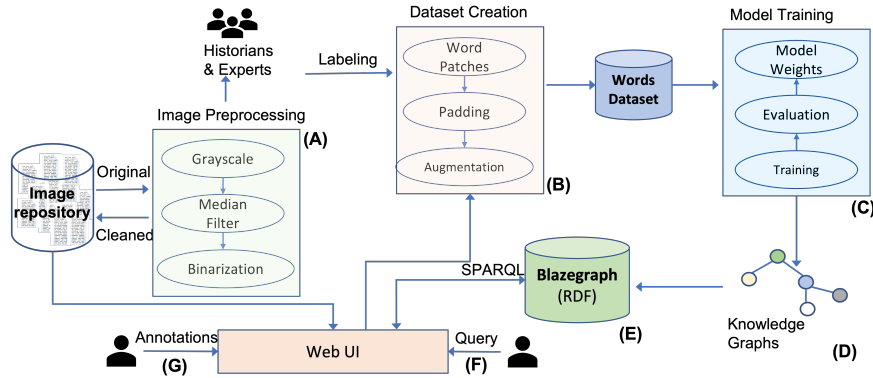 Dataset Creation
Model Training
Historians
& Experts
Labeling
Word
Patches
Padding
Augmentation
(B)
Words
Dataset
Model
Weights
Evaluation
Training
(C)
Image Preprocessing
(A)
Grayscale
Median
Filter
Binarization
Image
repository
Original
Cleaned
SPARQL
Blazegraph
(RDF)
(E)
Knowledge
Graphs
(D)
Annotations
(G)
Web UI
Query
(F)